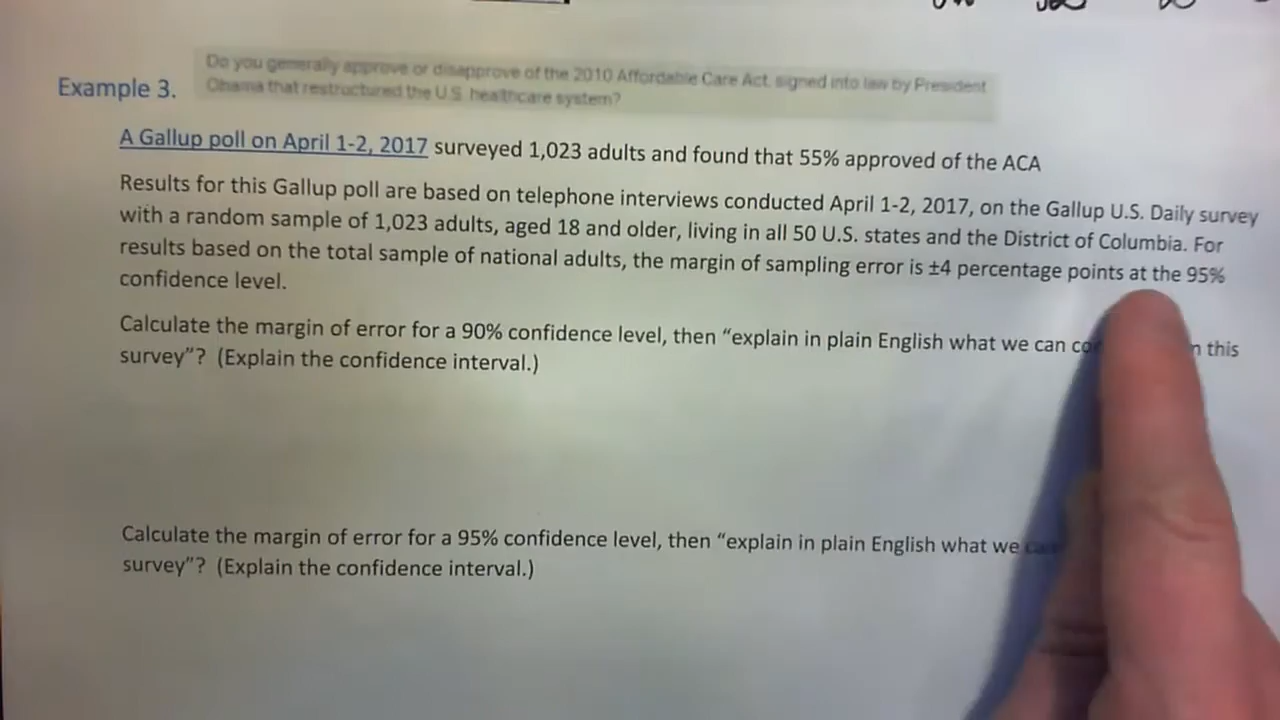 Do you generally approve or disapprove of the 2010 Affordable Care Act, signed into law by President
Example 3.
Obama that restructured the U.S. healthcare system?
A Gallup poll on April 1-2, 2017 surveyed 1,023 adults and found that 55% approved of the ACA
Results for this Gallup poll are based on telephone interviews conducted April 1-2, 2017, on the Gallup U.S. Daily survey
with a random sample of 1,023 adults, aged 18 and older, living in all 50 U.S. states and the District of Columbia. For
results based on the total sample of national adults, the margin of sampling error is ±4 percentage points at the 95%
confidence level.
Calculate the margin of error for a 90% confidence level, then “explain in plain English what we can this
survey”? (Explain the confidence interval.)
Calculate the margin of error for a 95% confidence level, then “explain in plain English what we
survey”? (Explain the confidence interval.)